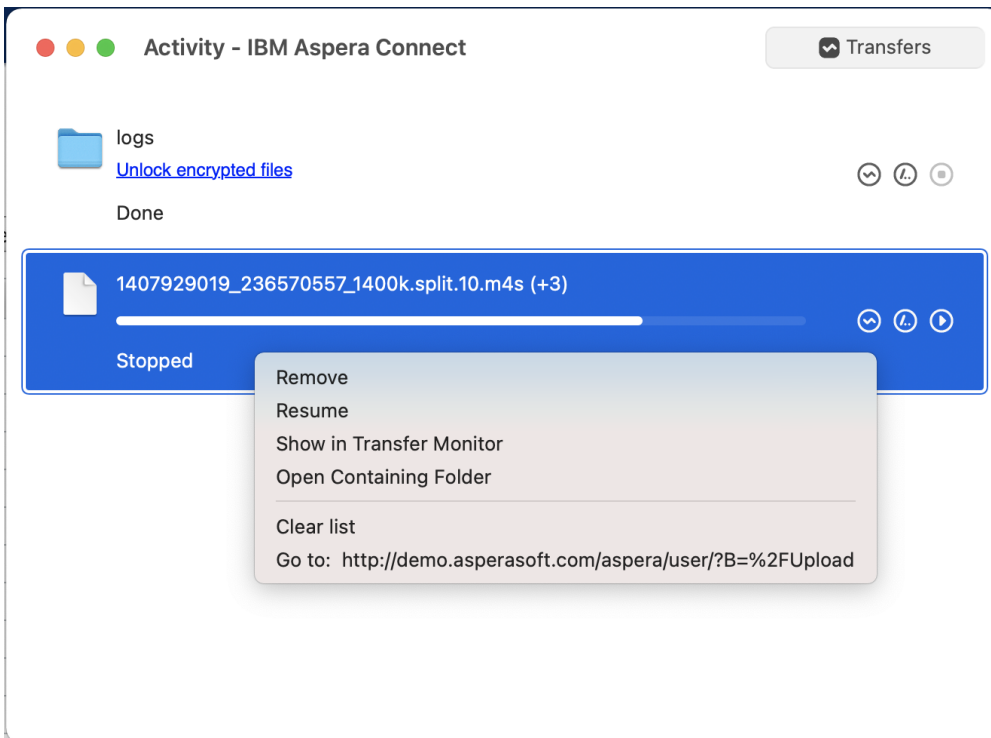 Activity - IBM Aspera Connect
Transfers
logs
Unlock encrypted files
Done
1407929019_236570557_1400k.split.10.m4s (+3)
Stopped
Remove
Resume
Show in Transfer Monitor
Open Containing Folder
Clear list
Go to: http://demo.asperasoft.com/aspera/user/?B=%2FUpload